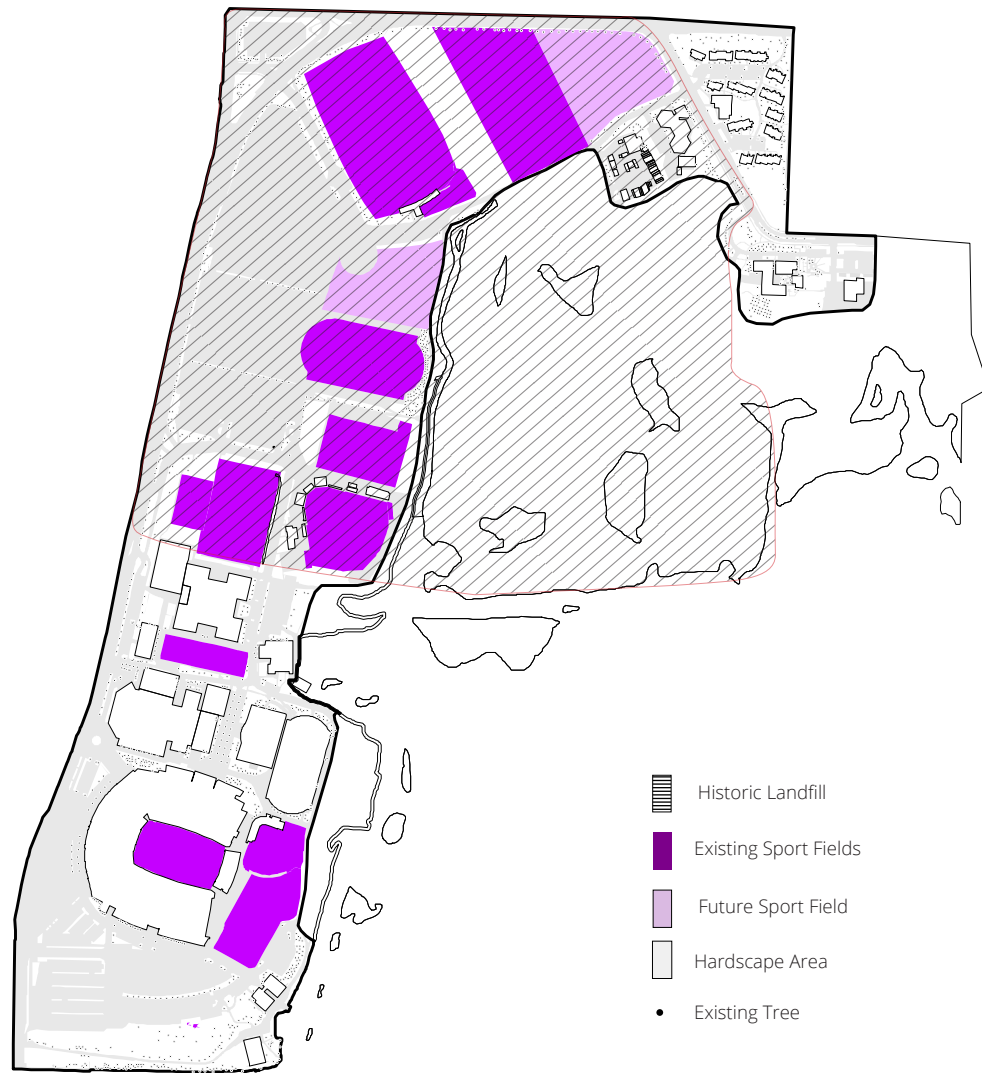 Historic Landfill
Existing Sport Fields
Future Sport Field
Hardscape Area
Existing Tree